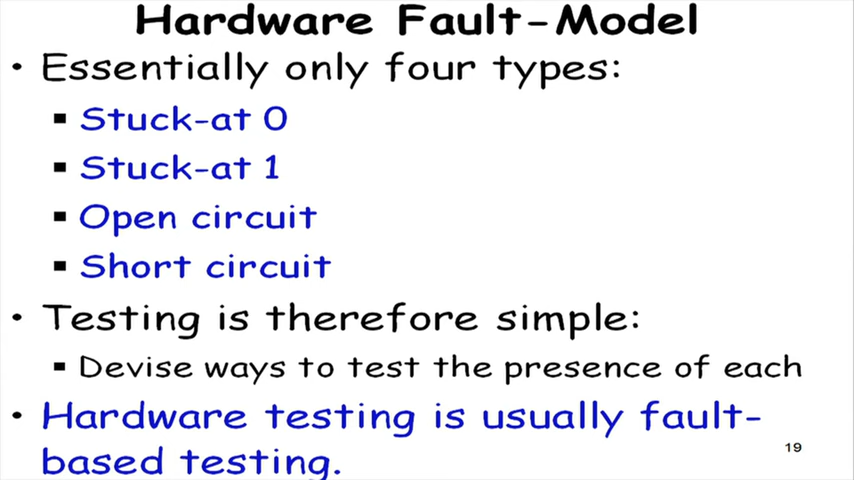 Hardware Fault-Model
• Essentially only four types:
▪ Stuck-at 0
▪ Stuck-at 1
▪ Open circuit
▪ Short circuit
• Testing is therefore simple:
▪ Devise ways to test the presence of each
• Hardware testing is usually fault-
based testing.
19